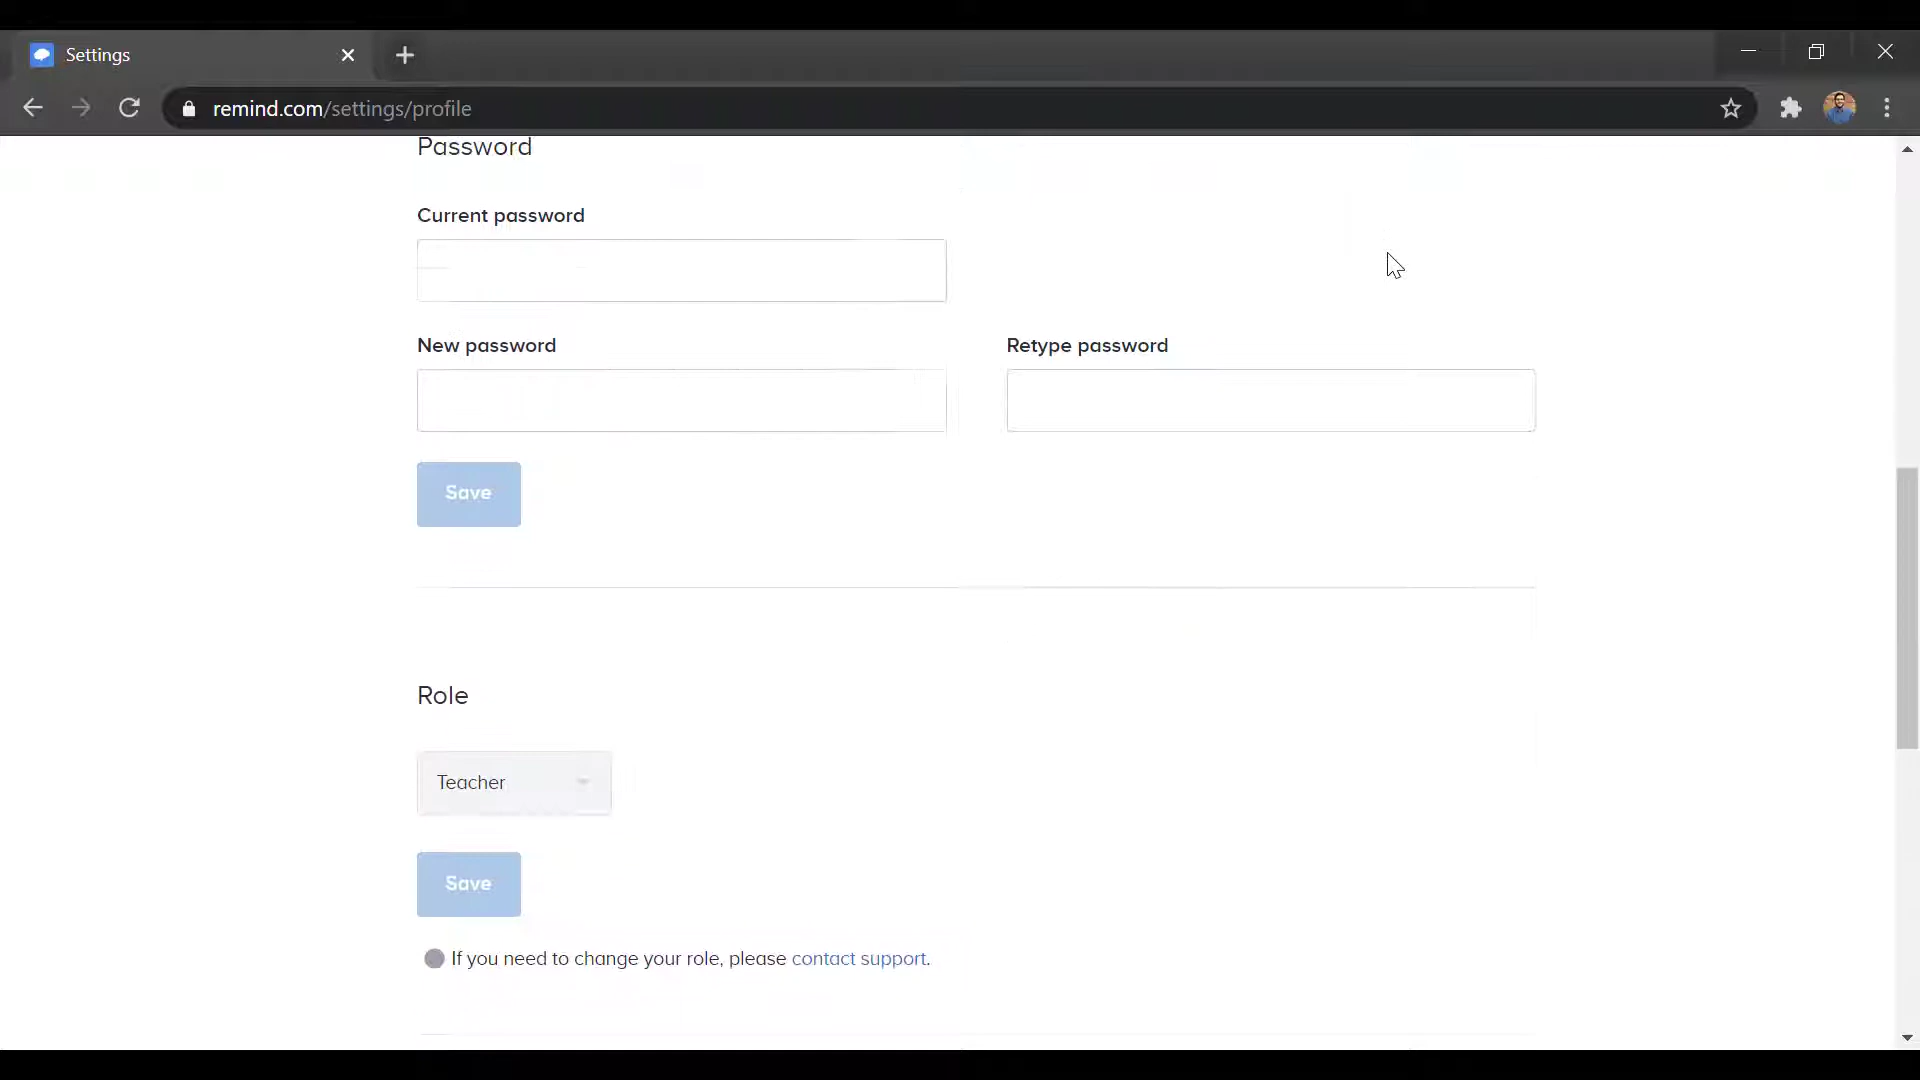 Settings
remind.com/settings/profile
Password
Current password
New password
Retype password
Save
Role
Teacher
Save
If you need to change your role, please contact support.